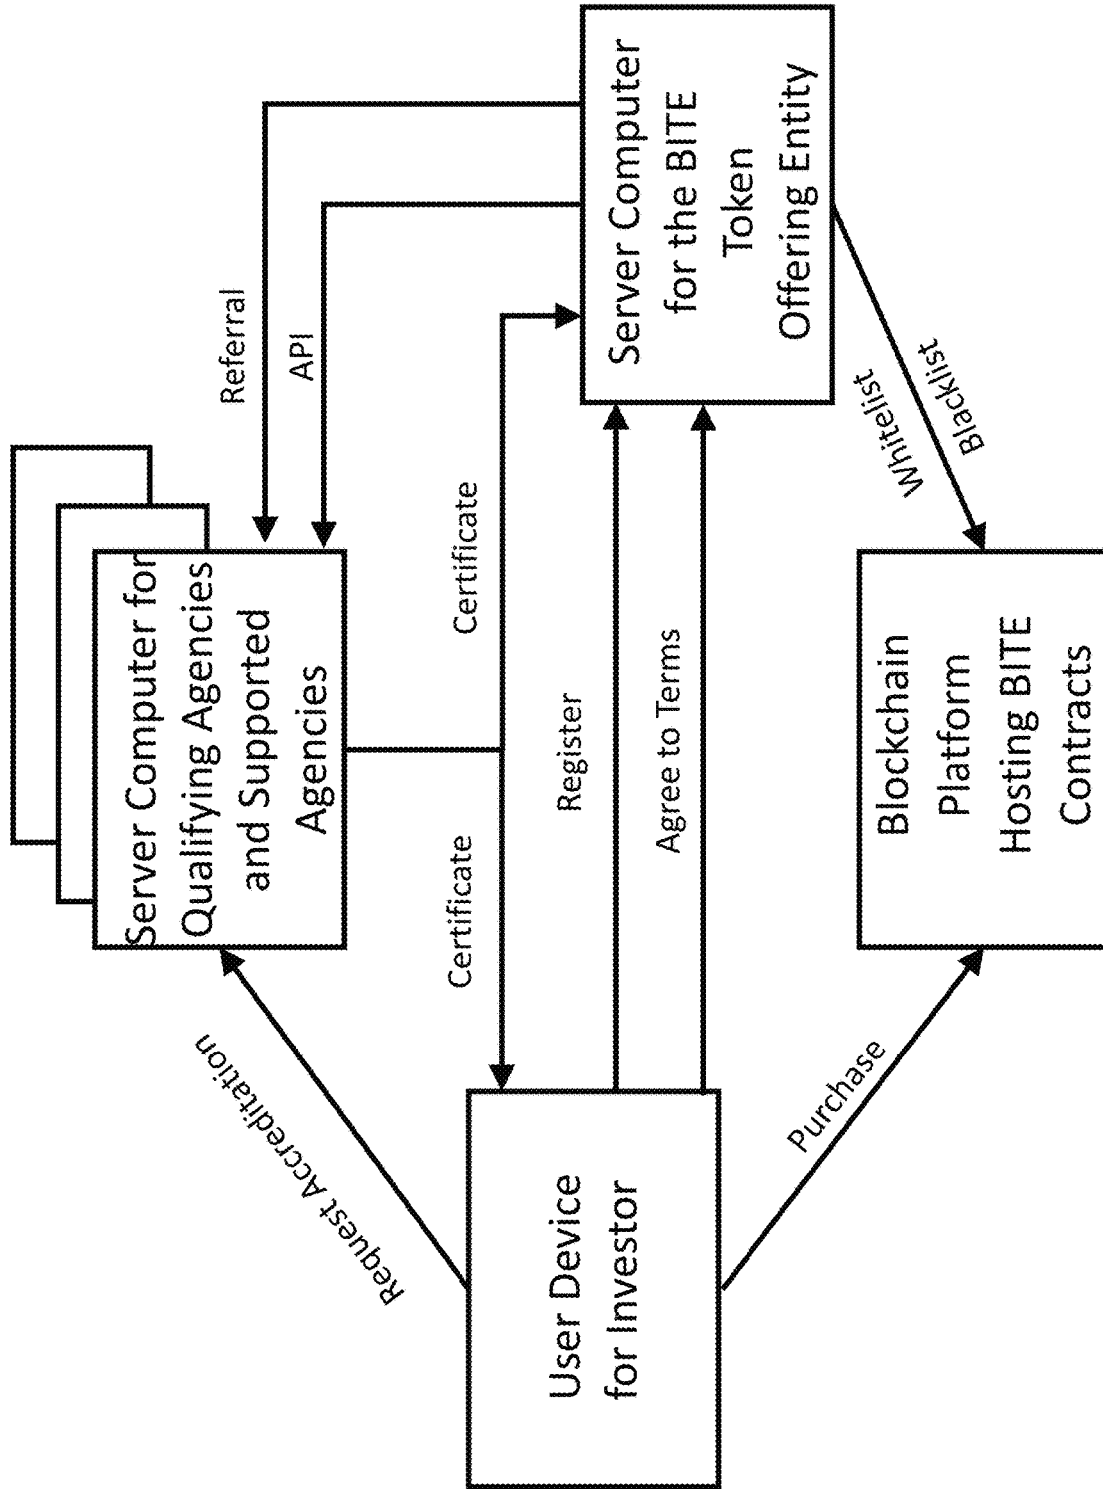 Server Computer for
Qualifying Agencies
and Supported
Agencies
Request Accreditation
Referral
API
Certificate
Certificate
User Device
for Investor
Register
Agree to Terms
Server Computer
for the BITE
Token
Offering Entity
Purchase
Whitelist
Blacklist
Blockchain
Platform
Hosting BITE
Contracts